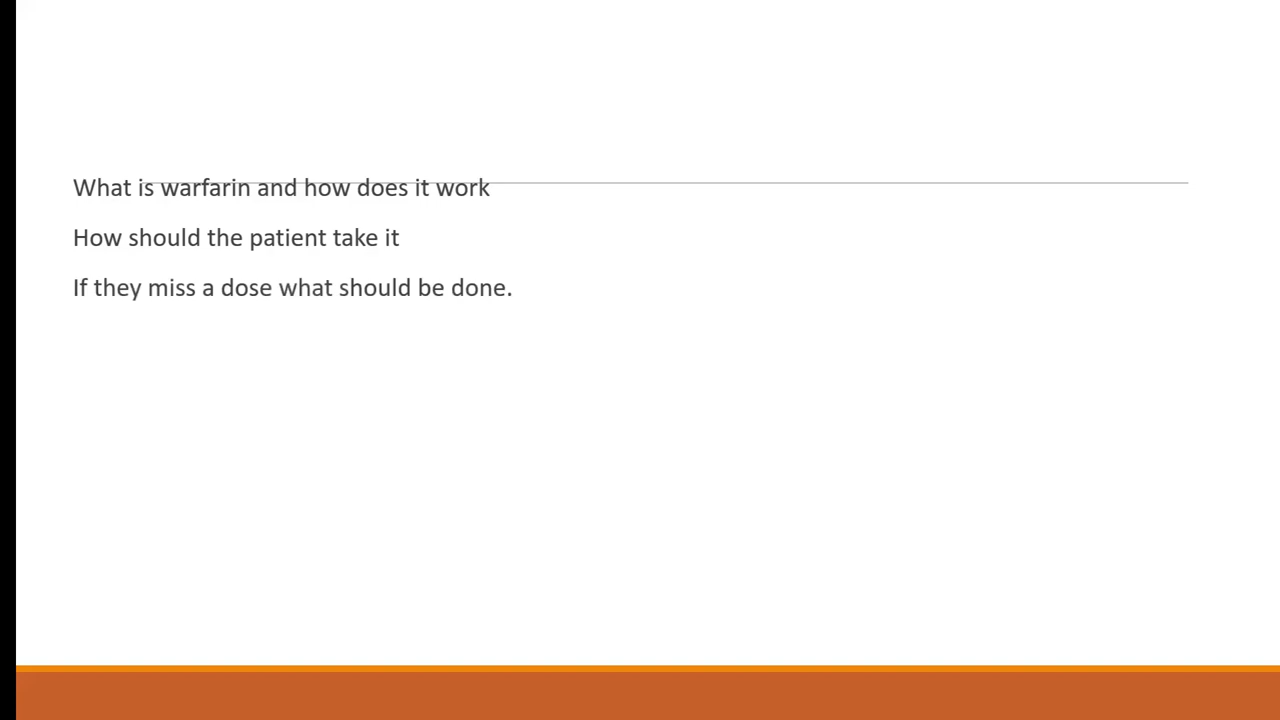 What is warfarin and how does it work
How should the patient take it
If they miss a dose what should be done.